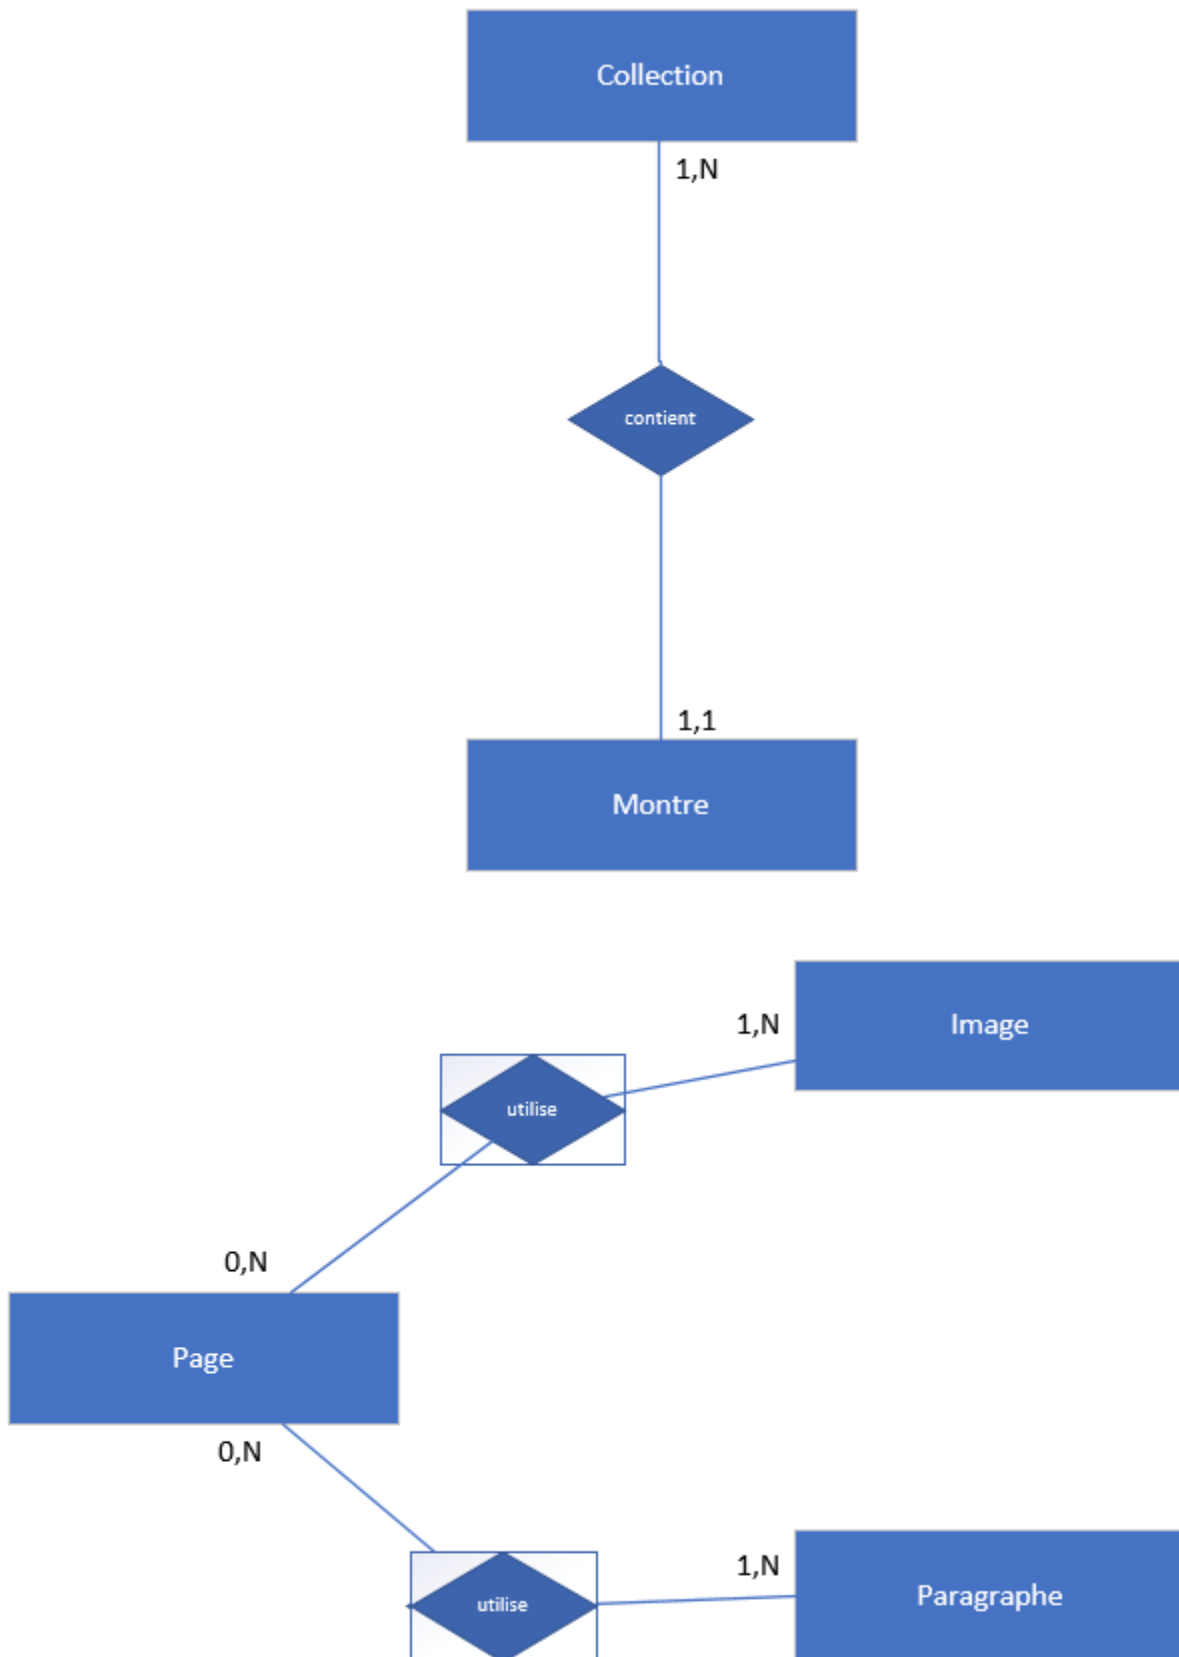 Collection
1,N
contient
1,1
Montre
1,N
Image
utilise
0,N
Page
0,N
1,N
utilise
Paragraphe